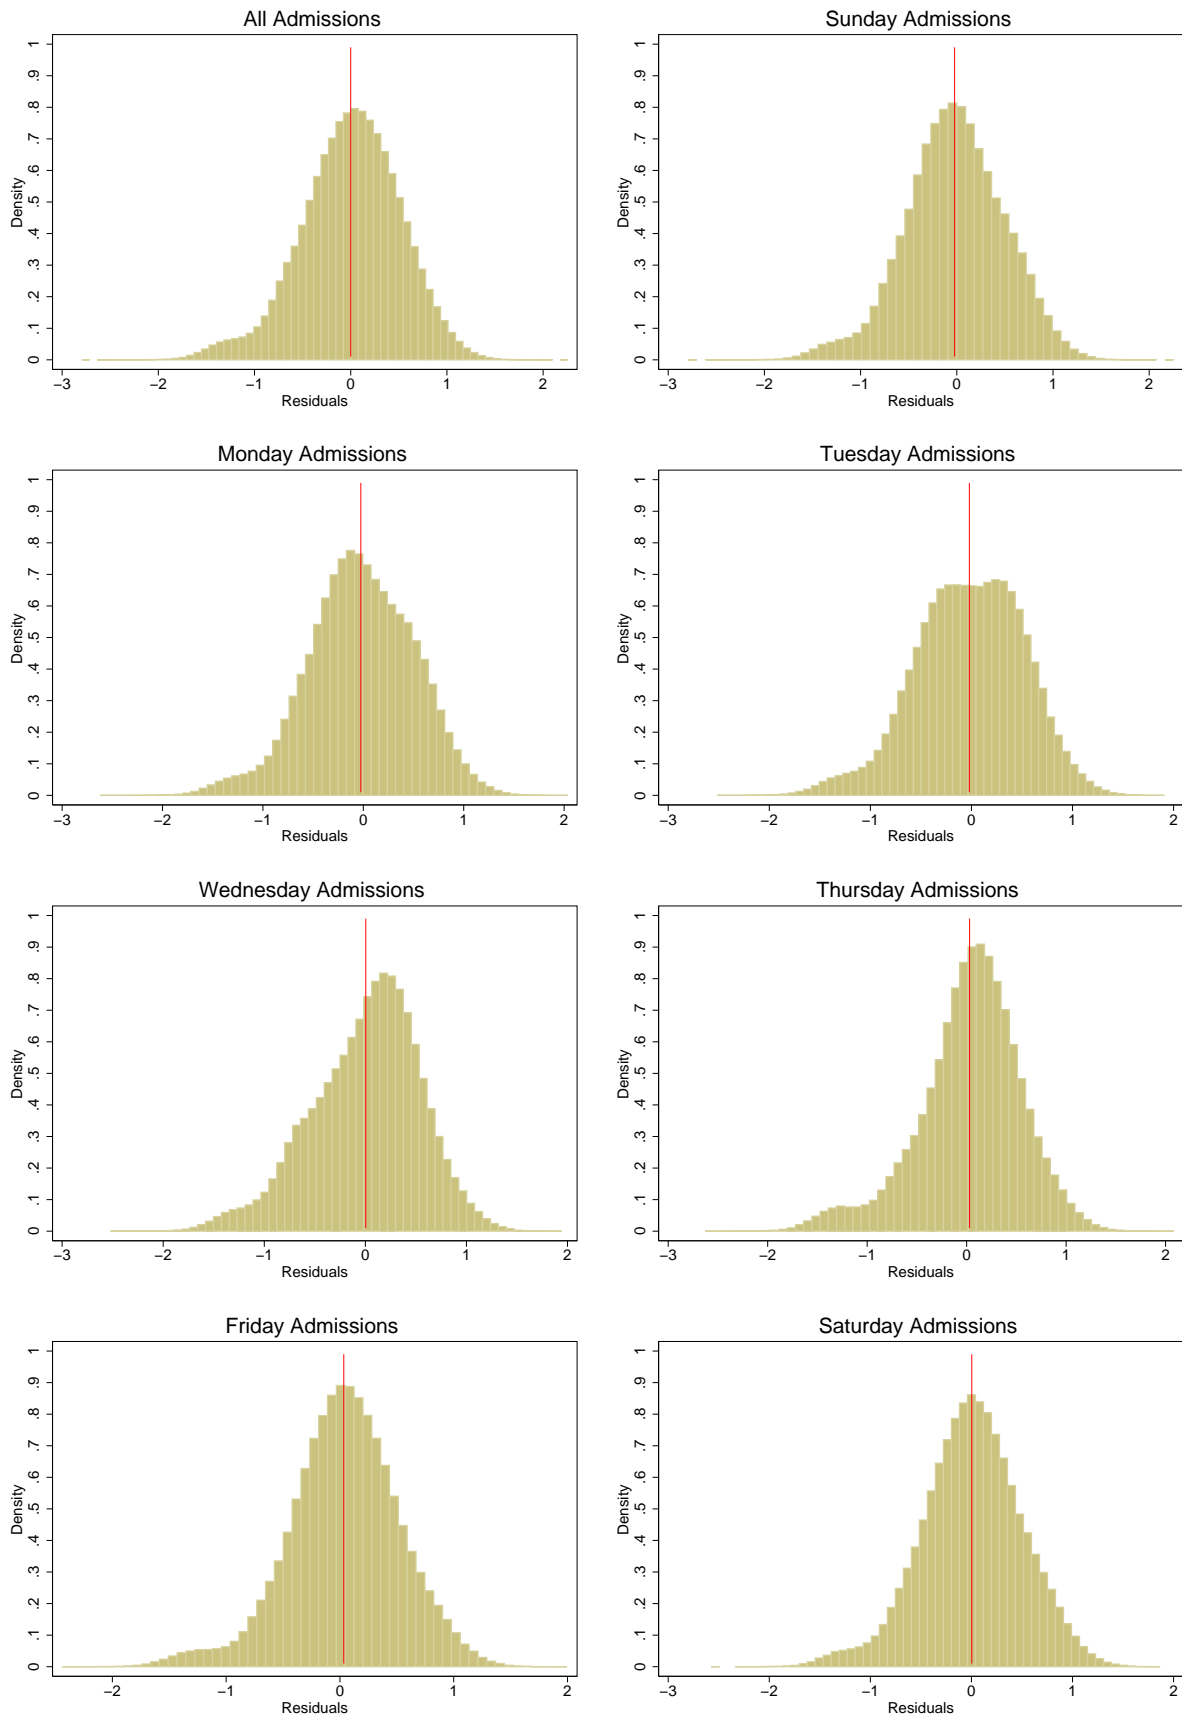 All Admissions
Density
0 .1 .2 .3 .4 .5 .6 .7 .8 .9 1
−3 −2 −1 0 1 2
Residuals
Sunday Admissions
Density
0 .1 .2 .3 .4 .5 .6 .7 .8 .9 1
−3 −2 −1 0 1 2
Residuals
Monday Admissions
Density
0 .1 .2 .3 .4 .5 .6 .7 .8 .9 1
−3 −2 −1 0 1 2
Residuals
Tuesday Admissions
Density
0 .1 .2 .3 .4 .5 .6 .7 .8 .9 1
−3 −2 −1 0 1 2
Residuals
Wednesday Admissions
Density
0 .1 .2 .3 .4 .5 .6 .7 .8 .9 1
−3 −2 −1 0 1 2
Residuals
Thursday Admissions
Density
0 .1 .2 .3 .4 .5 .6 .7 .8 .9 1
−3 −2 −1 0 1 2
Residuals
Friday Admissions
Density
0 .1 .2 .3 .4 .5 .6 .7 .8 .9 1
−2 −1 0 1 2
Residuals
Saturday Admissions
Density
0 .1 .2 .3 .4 .5 .6 .7 .8 .9 1
−3 −2 −1 0 1 2
Residuals